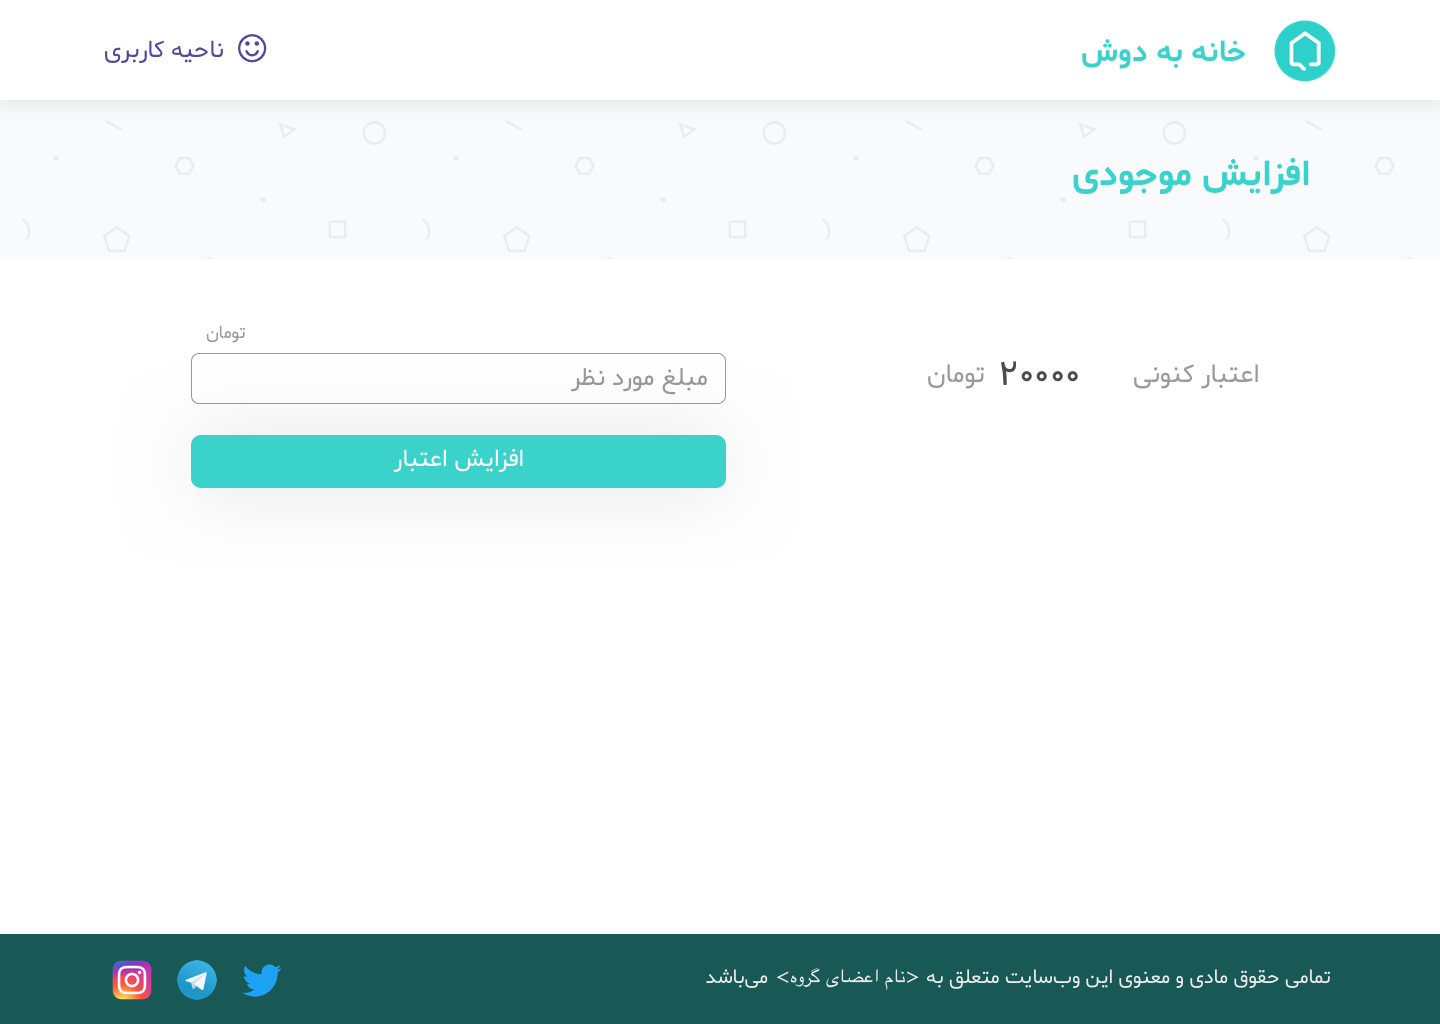 خانه به دوش
ناحیه کاربری
افزایش موجودی
اعتبار کنونی ۲۰۰۰۰ تومان
تومان
مبلغ مورد نظر
افزایش اعتبار
تمامی حقوق مادی و معنوی این وب‌سایت متعلق به <نام اعضای گروه> می‌باشد